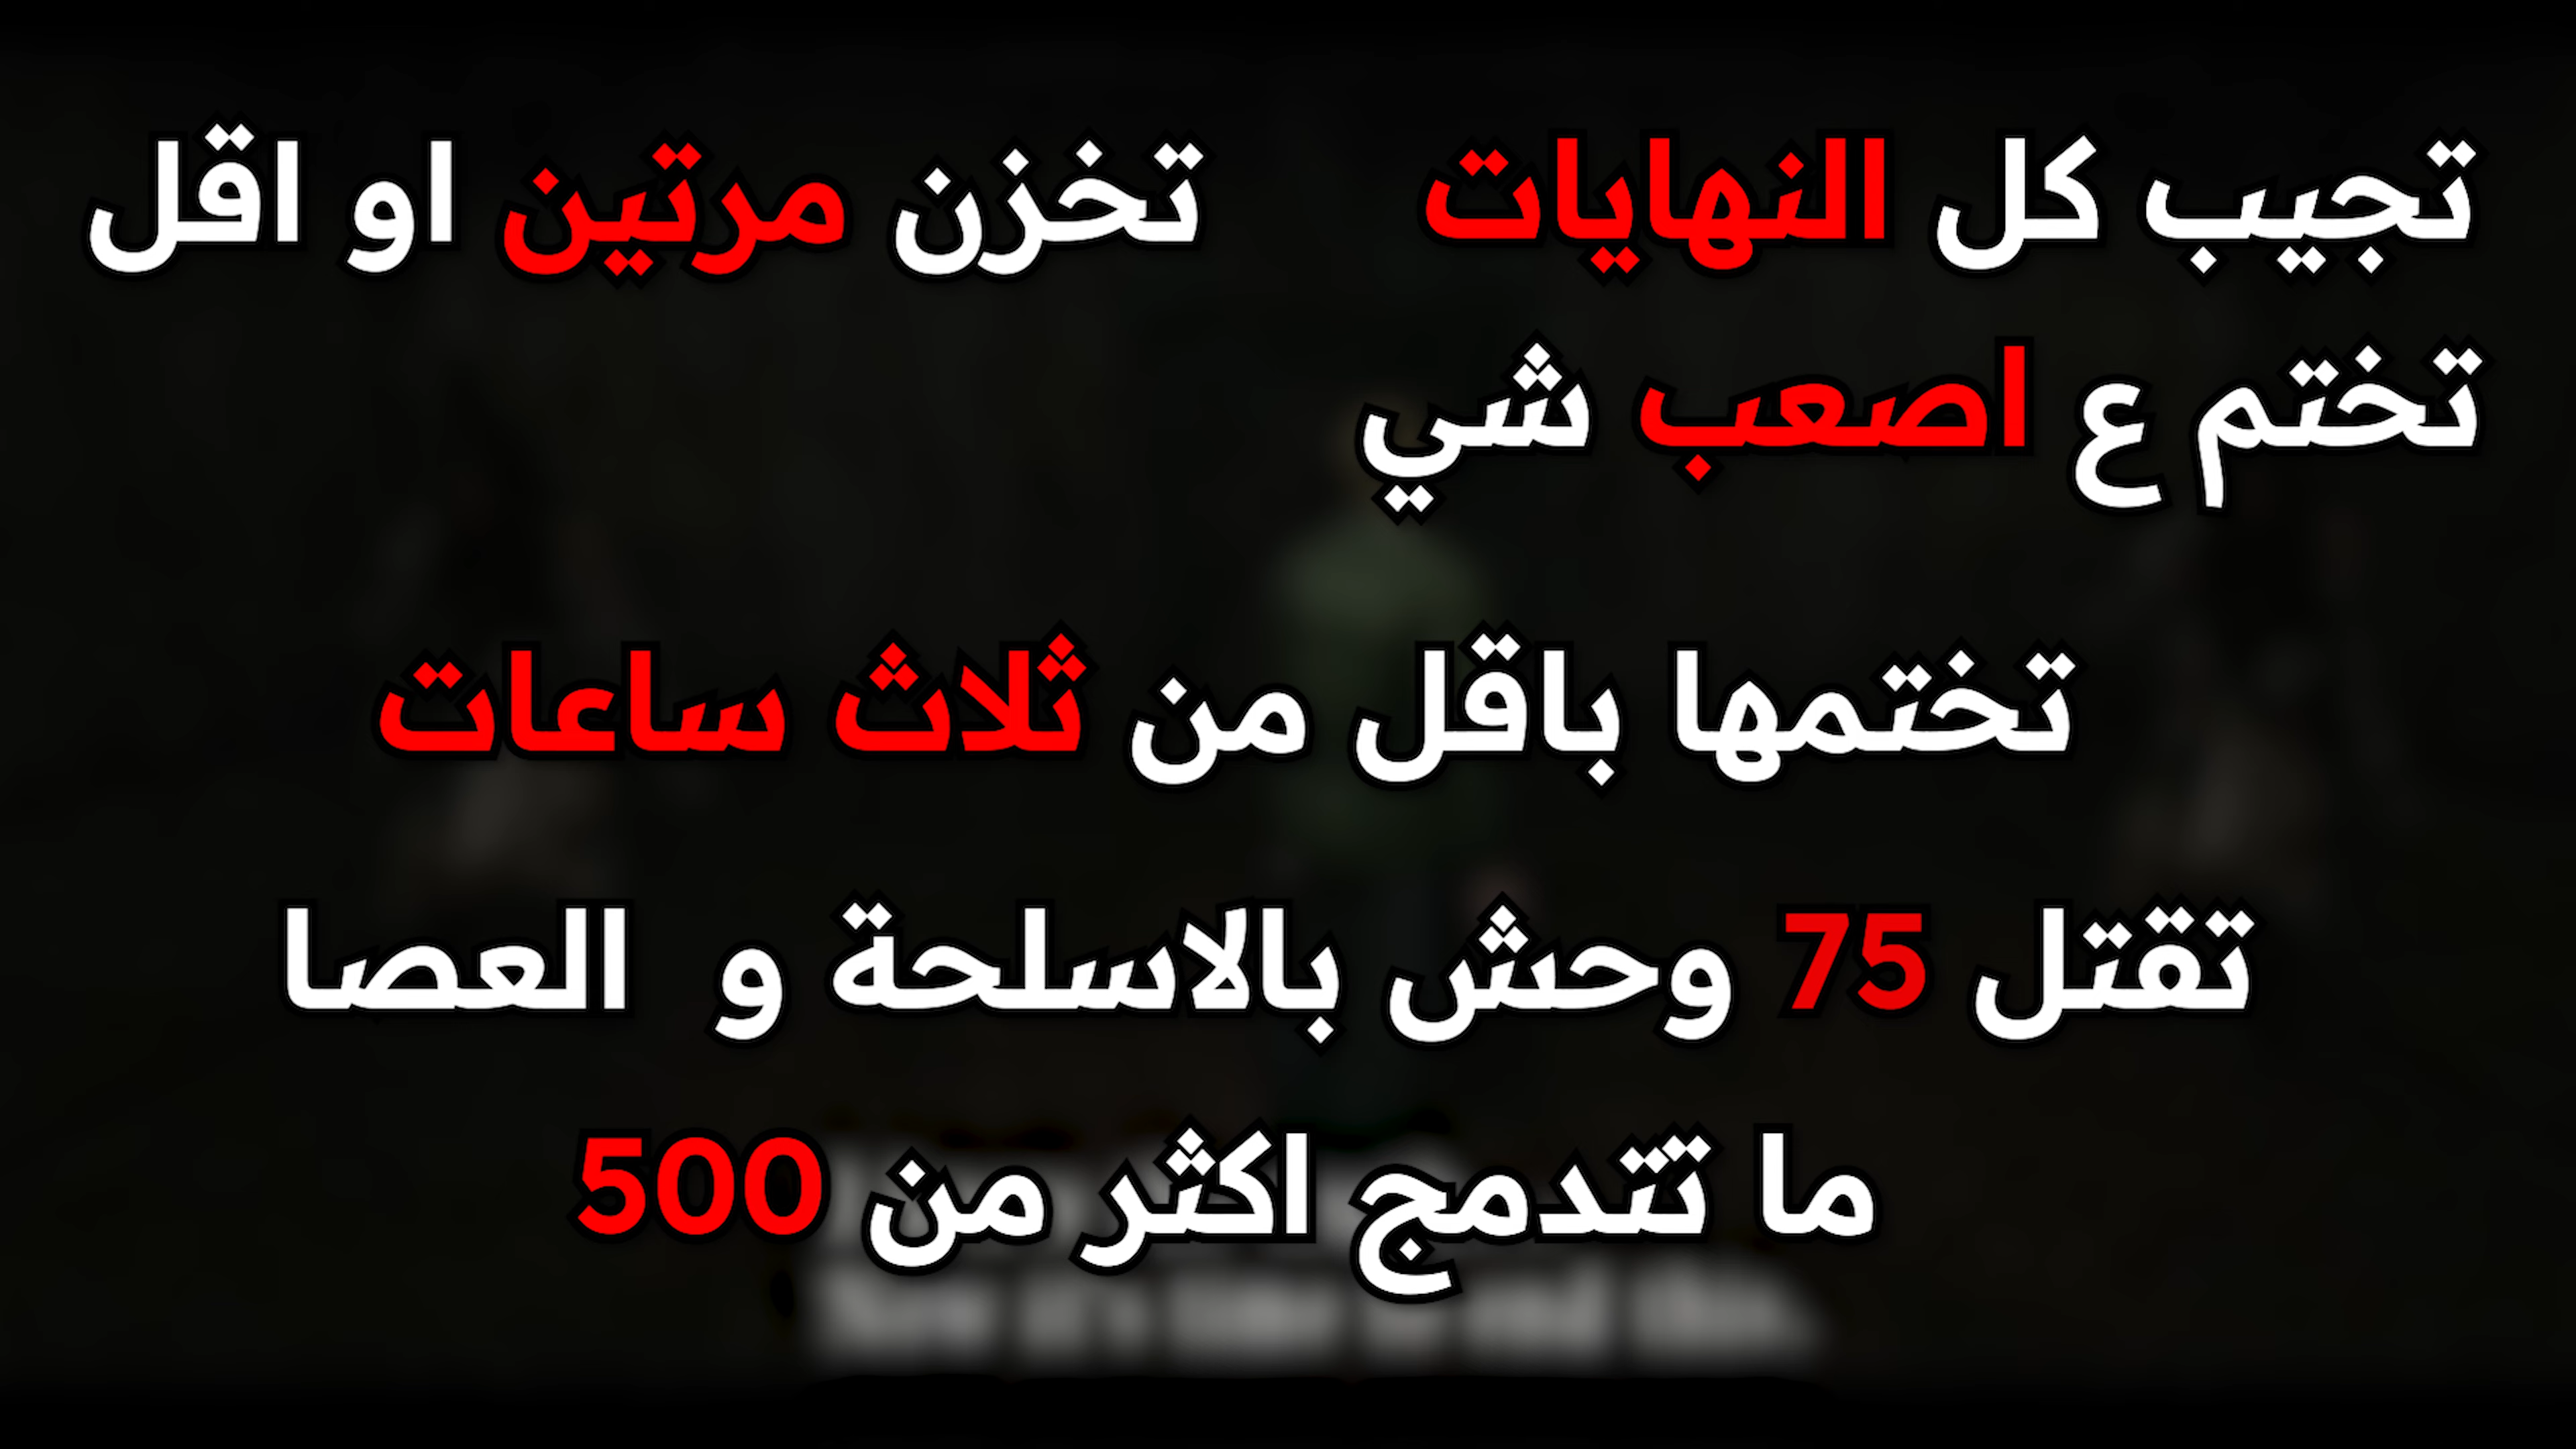 تجيب كل النهايات
تخزن مرتين او اقل
تختم ع اصعب شي
تختمها باقل من ثلاث ساعات
تقتل 75 وحش بالاسلحة و العصا
ما تتدمج اكثر من 500